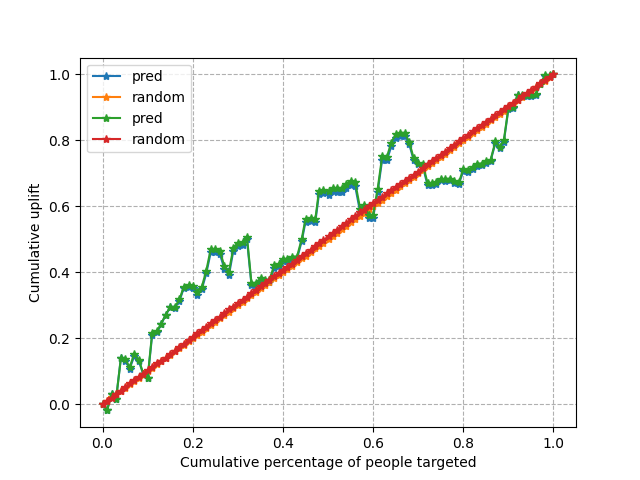 pred
random
pred
random
1.0
0.8
0.6
0.4
0.2
0.0
Cumulative uplift
0.0 0.2 0.4 0.6 0.8 1.0
Cumulative percentage of people targeted